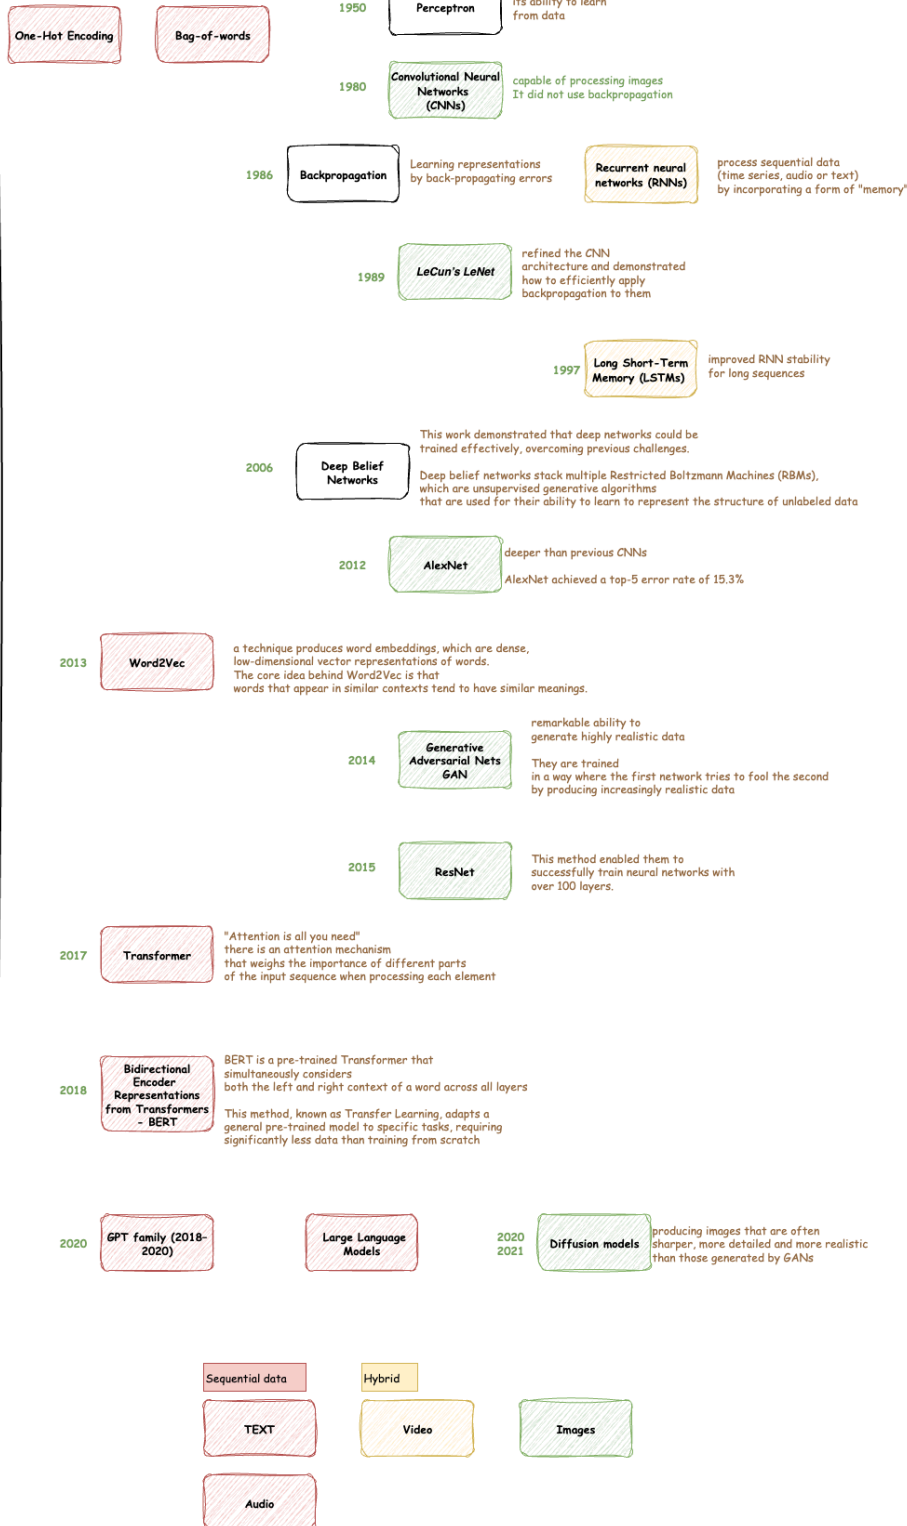 its ability to learn
from data
1950
Perceptron
One-Hot Encoding
Bag-of-words
1980
Convolutional Neural
Networks
(CNNs)
capable of processing images
It did not use backpropagation
1986
Backpropagation
Learning representations
by back-propagating errors
Recurrent neural
networks (RNNs)
process sequential data
(time series, audio or text)
by incorporating a form of "memory"
1989
LeCun's LeNet
refined the CNN
architecture and demonstrated
how to efficiently apply
backpropagation to them
1997
Long Short-Term
Memory (LSTMs)
improved RNN stability
for long sequences
2006
Deep Belief
Networks
This work demonstrated that deep networks could be
trained effectively, overcoming previous challenges.
Deep belief networks stack multiple Restricted Boltzmann Machines (RBMs),
which are unsupervised generative algorithms
that are used for their ability to learn to represent the structure of unlabeled data
2012
AlexNet
deeper than previous CNNs
AlexNet achieved a top-5 error rate of 15.3%
2013
Word2Vec
a technique produces word embeddings, which are dense,
low-dimensional vector representations of words.
The core idea behind Word2Vec is that
words that appear in similar contexts tend to have similar meanings.
2014
Generative
Adversarial Nets
GAN
remarkable ability to
generate highly realistic data
They are trained
in a way where the first network tries to fool the second
by producing increasingly realistic data
2015
ResNet
This method enabled them to
successfully train neural networks with
over 100 layers.
2017
Transformer
"Attention is all you need"
there is an attention mechanism
that weighs the importance of different parts
of the input sequence when processing each element
2018
Bidirectional
Encoder
Representations
from Transformers
- BERT
BERT is a pre-trained Transformer that
simultaneously considers
both the left and right context of a word across all layers
This method, known as Transfer Learning, adapts a
general pre-trained model to specific tasks, requiring
significantly less data than training from scratch
2020
GPT family (2018-
2020)
Large Language
Models
2020
2021
Diffusion models
producing images that are often
sharper, more detailed and more realistic
than those generated by GANs
Sequential data
Hybrid
TEXT
Video
Images
Audio